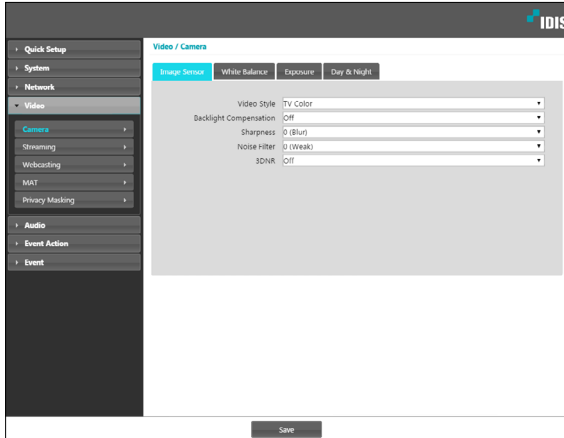 IDIS
Quick Setup
System
Network
Video
Camera
Streaming
Webcasting
MAT
Privacy Masking
Audio
Event Action
Event
Video / Camera
Image Sensor White Balance Exposure Day & Night
Video Style TV Color
Backlight Compensation Off
Sharpness 0 (Blur)
Noise Filter 0 (Weak)
3DNR Off
Save